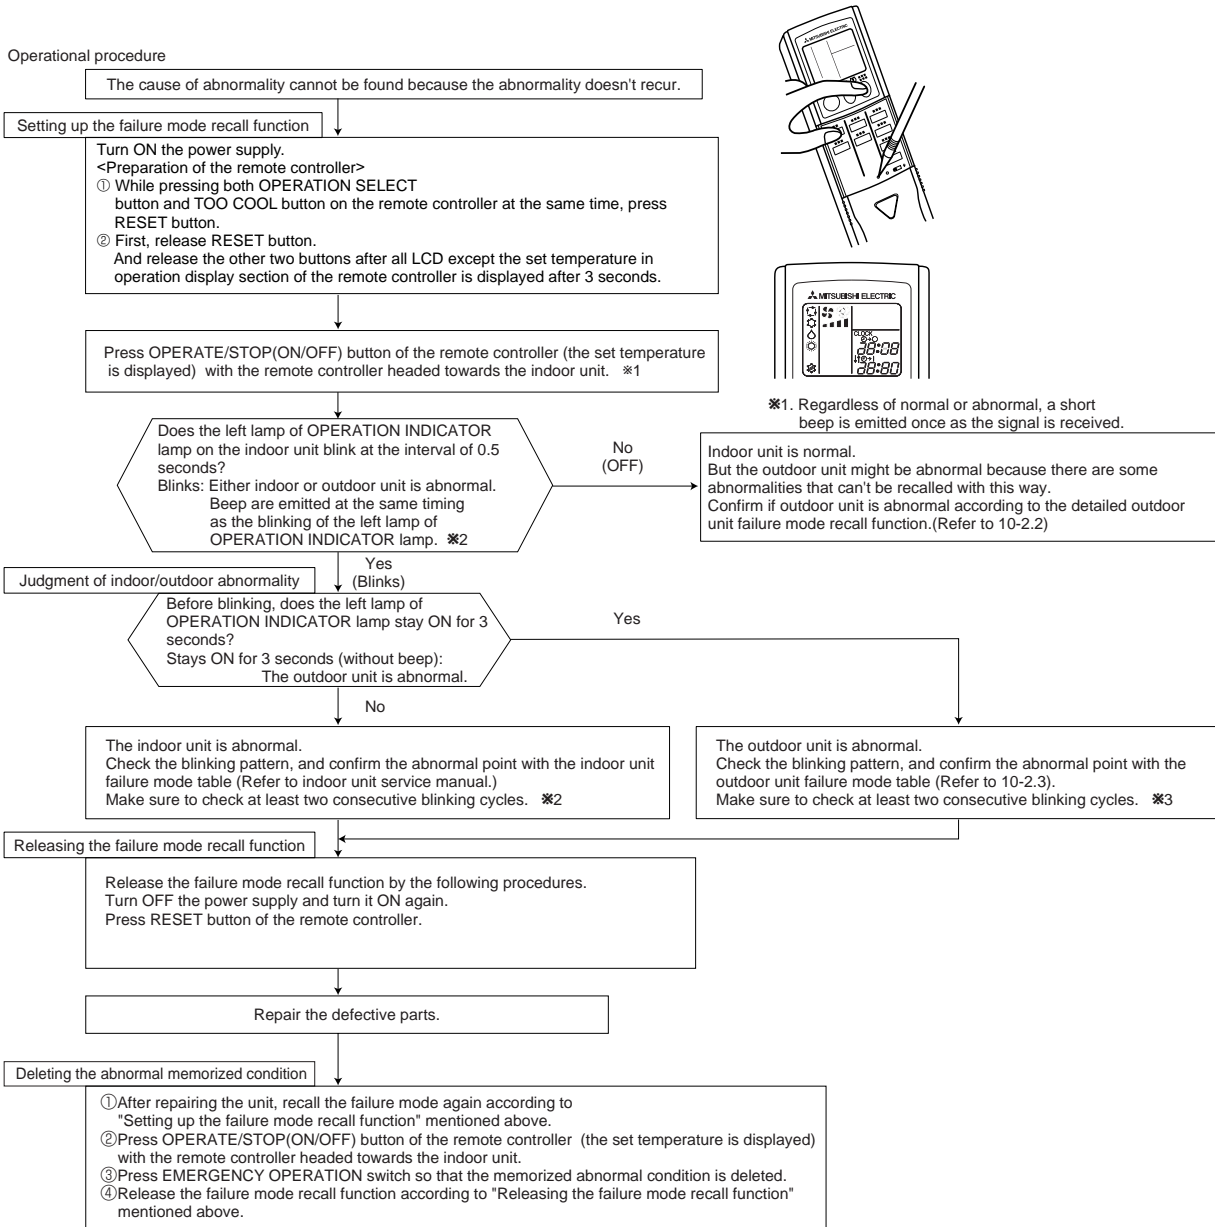 Operational procedure
The cause of abnormality cannot be found because the abnormality doesn't recur.
Setting up the failure mode recall function
Turn ON the power supply.
<Preparation of the remote controller>
① While pressing both OPERATION SELECT
button and TOO COOL button on the remote controller at the same time, press
RESET button.
② First, release RESET button.
And release the other two buttons after all LCD except the set temperature in
operation display section of the remote controller is displayed after 3 seconds.
MITSUBISHI ELECTRIC
MITSUBISHI ELECTRIC
CLOCK
Press OPERATE/STOP(ON/OFF) button of the remote controller (the set temperature
is displayed) with the remote controller headed towards the indoor unit. ※1
※1. Regardless of normal or abnormal, a short
beep is emitted once as the signal is received.
Does the left lamp of OPERATION INDICATOR
lamp on the indoor unit blink at the interval of 0.5
seconds?
Blinks: Either indoor or outdoor unit is abnormal.
Beep are emitted at the same timing
as the blinking of the left lamp of
OPERATION INDICATOR lamp. ※2
No
(OFF)
Indoor unit is normal.
But the outdoor unit might be abnormal because there are some
abnormalities that can't be recalled with this way.
Confirm if outdoor unit is abnormal according to the detailed outdoor
unit failure mode recall function.(Refer to 10-2.2)
Yes
(Blinks)
Judgment of indoor/outdoor abnormality
Before blinking, does the left lamp of
OPERATION INDICATOR lamp stay ON for 3
seconds?
Stays ON for 3 seconds (without beep):
The outdoor unit is abnormal.
Yes
No
The indoor unit is abnormal.
Check the blinking pattern, and confirm the abnormal point with the indoor unit
failure mode table (Refer to indoor unit service manual.)
Make sure to check at least two consecutive blinking cycles. ※2
The outdoor unit is abnormal.
Check the blinking pattern, and confirm the abnormal point with the
outdoor unit failure mode table (Refer to 10-2.3).
Make sure to check at least two consecutive blinking cycles. ※3
Releasing the failure mode recall function
Release the failure mode recall function by the following procedures.
Turn OFF the power supply and turn it ON again.
Press RESET button of the remote controller.
Repair the defective parts.
Deleting the abnormal memorized condition
①After repairing the unit, recall the failure mode again according to
"Setting up the failure mode recall function" mentioned above.
②Press OPERATE/STOP(ON/OFF) button of the remote controller (the set temperature is displayed)
with the remote controller headed towards the indoor unit.
③Press EMERGENCY OPERATION switch so that the memorized abnormal condition is deleted.
④Release the failure mode recall function according to "Releasing the failure mode recall function"
mentioned above.